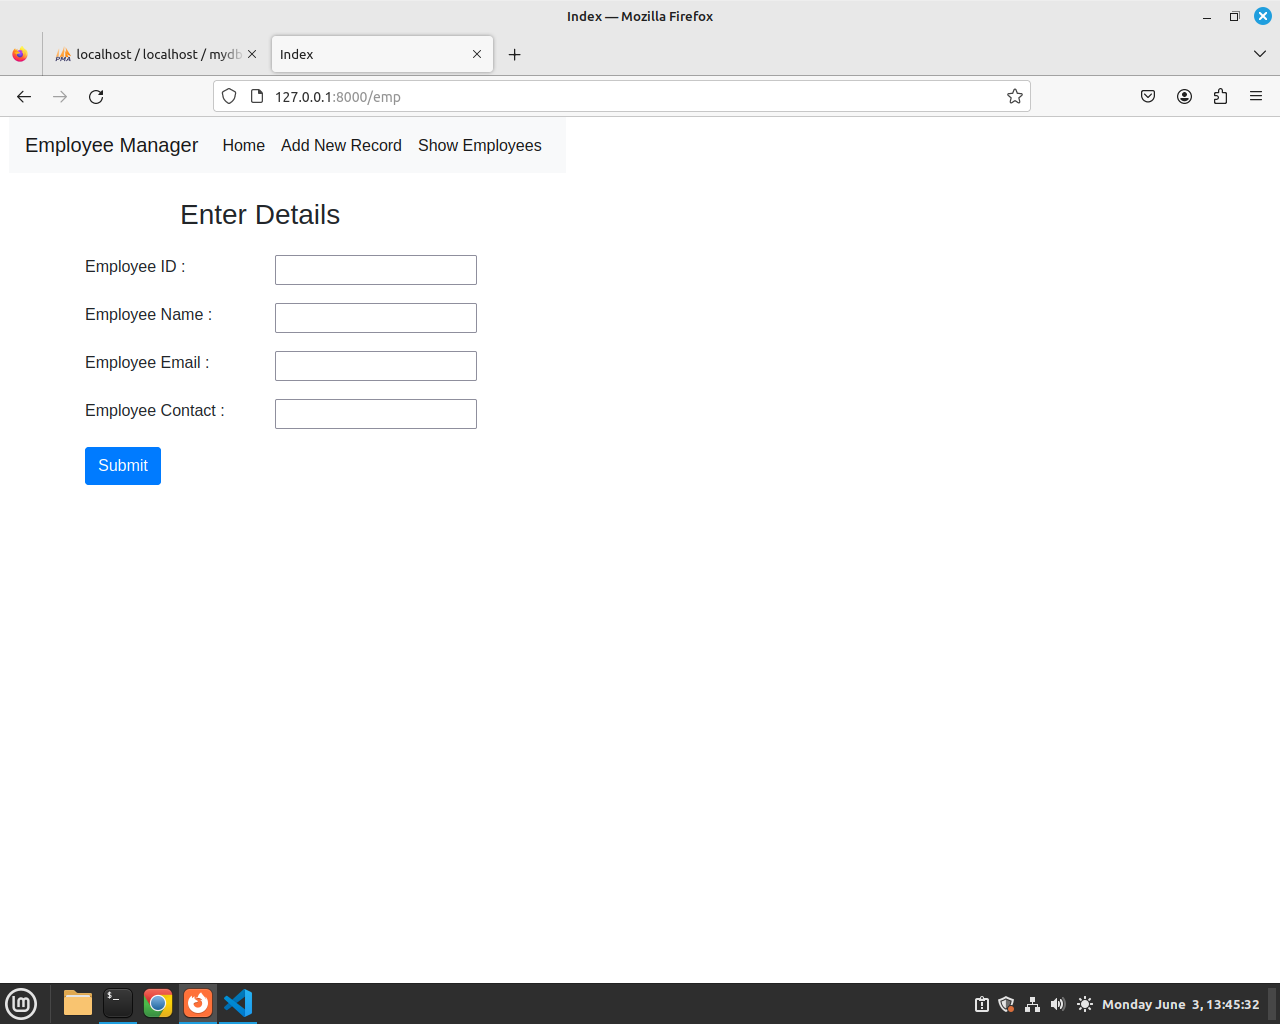 Index — Mozilla Firefox
localhost / localhost / mydb
Index
127.0.0.1:8000/emp
Employee Manager Home Add New Record Show Employees
Enter Details
Employee ID :
Employee Name :
Employee Email :
Employee Contact :
Submit
Monday June 3, 13:45:32